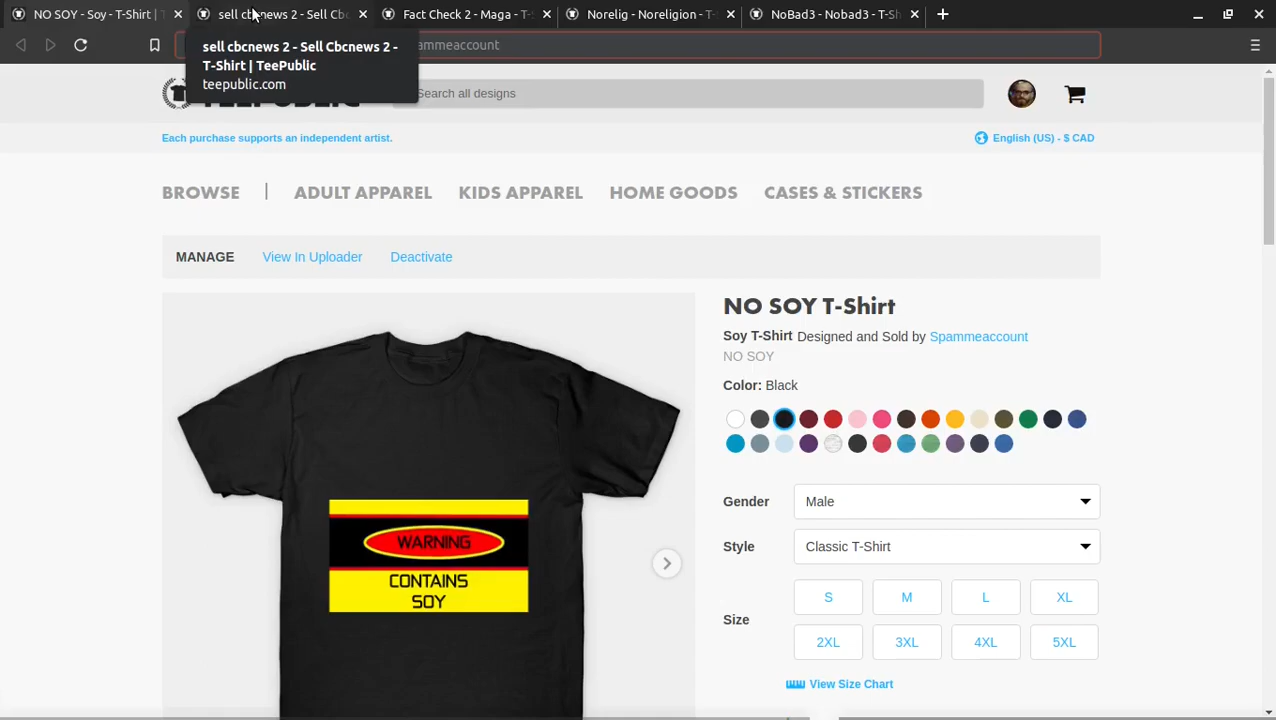 NO SOY - Soy - T-Shirt |
sell cbcnews 2 - Sell Cbc
Fact Check 2 - Maga - T-S
Norelig - Noreligion - T-
NoBad3 - Nobad3 - T-Sh
sell cbcnews 2 - Sell Cbcnews 2 -
T-Shirt | TeePublic
teepublic.com
ammeaccount
TEEPUBLIC
Search all designs
Each purchase supports an independent artist.
English (US) - $ CAD
BROWSE | ADULT APPAREL KIDS APPAREL HOME GOODS CASES & STICKERS
MANAGE View In Uploader Deactivate
NO SOY T-Shirt
Soy T-Shirt Designed and Sold by Spammeaccount
NO SOY
Color: Black
Gender Male
Style Classic T-Shirt
Size
S M L XL
2XL 3XL 4XL 5XL
View Size Chart
WARNING
CONTAINS
SOY